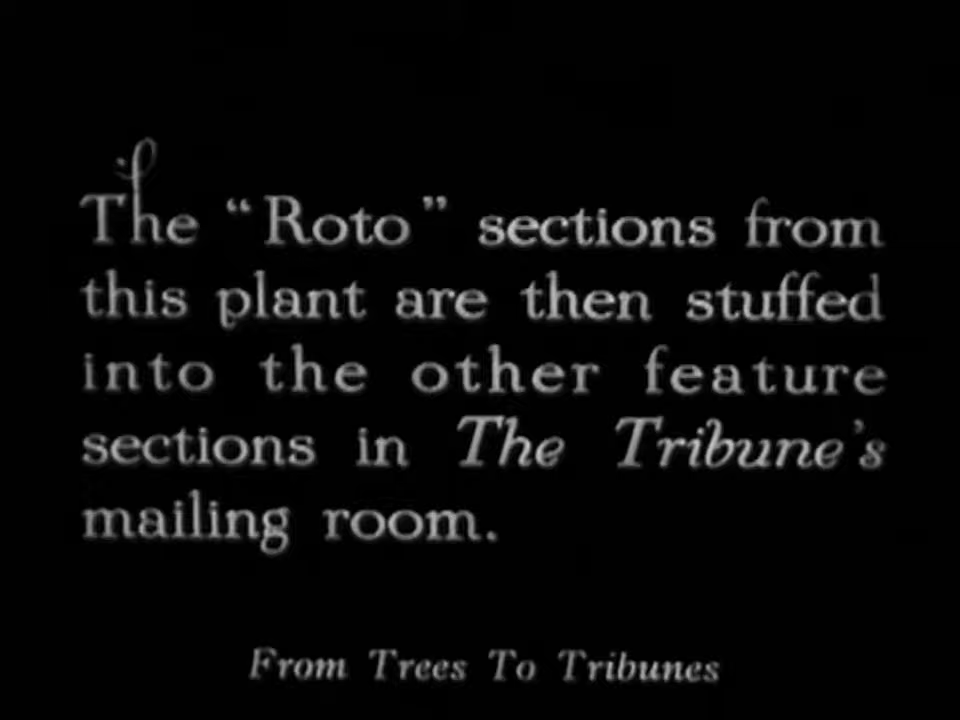 The “Roto” sections from
this plant are then stuffed
into the other feature
sections in The Tribune's
mailing room.
From Trees To Tribunes